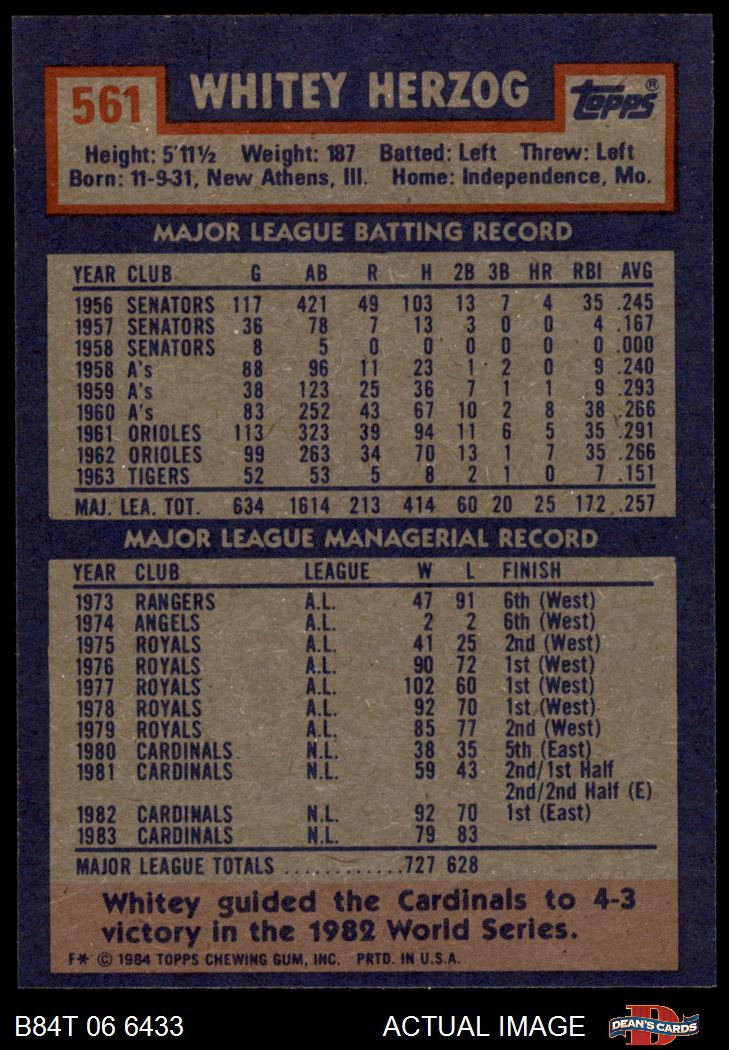 561 WHITEY HERZOG Topps®
Height: 5'11½ Weight: 187 Batted: Left Threw: Left
Born: 11-9-31, New Athens, Ill. Home: Independence, Mo.
MAJOR LEAGUE BATTING RECORD
YEAR CLUB G AB R H 2B 3B HR RBI AVG
1956 SENATORS 117 421 49 103 13 7 4 35 .245
1957 SENATORS 36 78 7 13 3 0 0 4 .167
1958 SENATORS 8 5 0 0 0 0 0 0 .000
1958 A's 88 96 11 23 1 2 0 9 .240
1959 A's 38 123 25 36 7 1 1 9 .293
1960 A's 83 252 43 67 10 2 8 38 .266
1961 ORIOLES 113 323 39 94 11 6 5 35 .291
1962 ORIOLES 99 263 34 70 13 1 7 35 .266
1963 TIGERS 52 53 5 8 2 1 0 7 .151
MAJ. LEA. TOT. 634 1614 213 414 60 20 25 172 .257
MAJOR LEAGUE MANAGERIAL RECORD
YEAR CLUB LEAGUE W L FINISH
1973 RANGERS A.L. 47 91 6th (West)
1974 ANGELS A.L. 2 2 6th (West)
1975 ROYALS A.L. 41 25 2nd (West)
1976 ROYALS A.L. 90 72 1st (West)
1977 ROYALS A.L. 102 60 1st (West)
1978 ROYALS A.L. 92 70 1st (West)
1979 ROYALS A.L. 85 77 2nd (West)
1980 CARDINALS N.L. 38 35 5th (East)
1981 CARDINALS N.L. 59 43 2nd/1st Half
2nd/2nd Half (E)
1982 CARDINALS N.L. 92 70 1st (East)
1983 CARDINALS N.L. 79 83
MAJOR LEAGUE TOTALS ............727 628
Whitey guided the Cardinals to 4-3
victory in the 1982 World Series.
F* © 1984 TOPPS CHEWING GUM, INC. PRTD. IN U.S.A.
B84T 06 6433 ACTUAL IMAGE DEAN'S CARDS